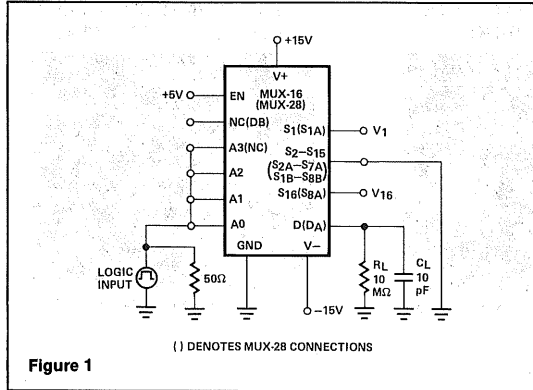 +15V
V+
+5V
EN
MUX-16
(MUX-28)
NC(DB)
S1(S1A)
V1
A3(NC)
S2–S15
(S2A–S7A
S1B–S8B)
A2
S16(S8A)
V16
A1
A0
D(DA)
GND
V−
LOGIC
INPUT
50Ω
RL
10
MΩ
CL
10
pF
−15V
( ) DENOTES MUX-28 CONNECTIONS
Figure 1